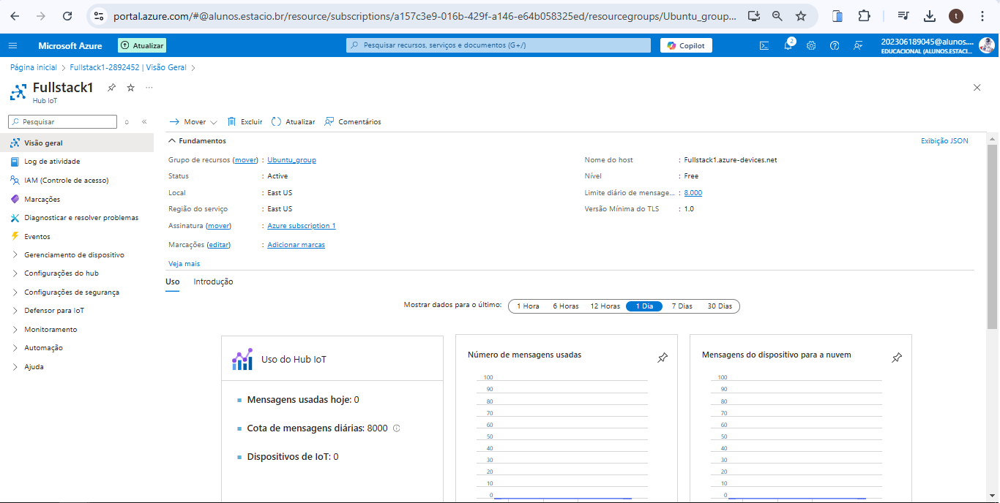 portal.azure.com/#@alunos.estacio.br/resource/subscriptions/a157c3e9-016b-429f-a146-e64b058325ed/resourcegroups/Ubuntu_group...
t
Microsoft Azure
Atualizar
Pesquisar recursos, serviços e documentos (G+/)
Copilot
2
202306189045@alunos....
EDUCACIONAL (ALUNOS.ESTACI...
Página inicial > Fullstack1-2892452 | Visão Geral >
Fullstack1
...
Hub IoT
Pesquisar
«
Mover
Excluir
Atualizar
Comentários
Visão geral
Log de atividade
IAM (Controle de acesso)
Marcações
Diagnosticar e resolver problemas
Eventos
Gerenciamento de dispositivo
Configurações do hub
Configurações de segurança
Defensor para IoT
Monitoramento
Automação
Ajuda
Fundamentos
Exibição JSON
Grupo de recursos (mover) : Ubuntu_group
Status : Active
Local : East US
Região do serviço : East US
Assinatura (mover) : Azure subscription 1
Marcações (editar) : Adicionar marcas
Veja mais
Nome do host : Fullstack1.azure-devices.net
Nível : Free
Limite diário de mensage... : 8.000
Versão Mínima do TLS : 1.0
Uso Introdução
Mostrar dados para o último: 1 Hora 6 Horas 12 Horas 1 Dia 7 Dias 30 Dias
Uso do Hub IoT
Mensagens usadas hoje: 0
Cota de mensagens diárias: 8000
Dispositivos de IoT: 0
Número de mensagens usadas
100
90
80
70
60
50
40
30
20
10
0
Mensagens do dispositivo para a nuvem
100
90
80
70
60
50
40
30
20
10
0